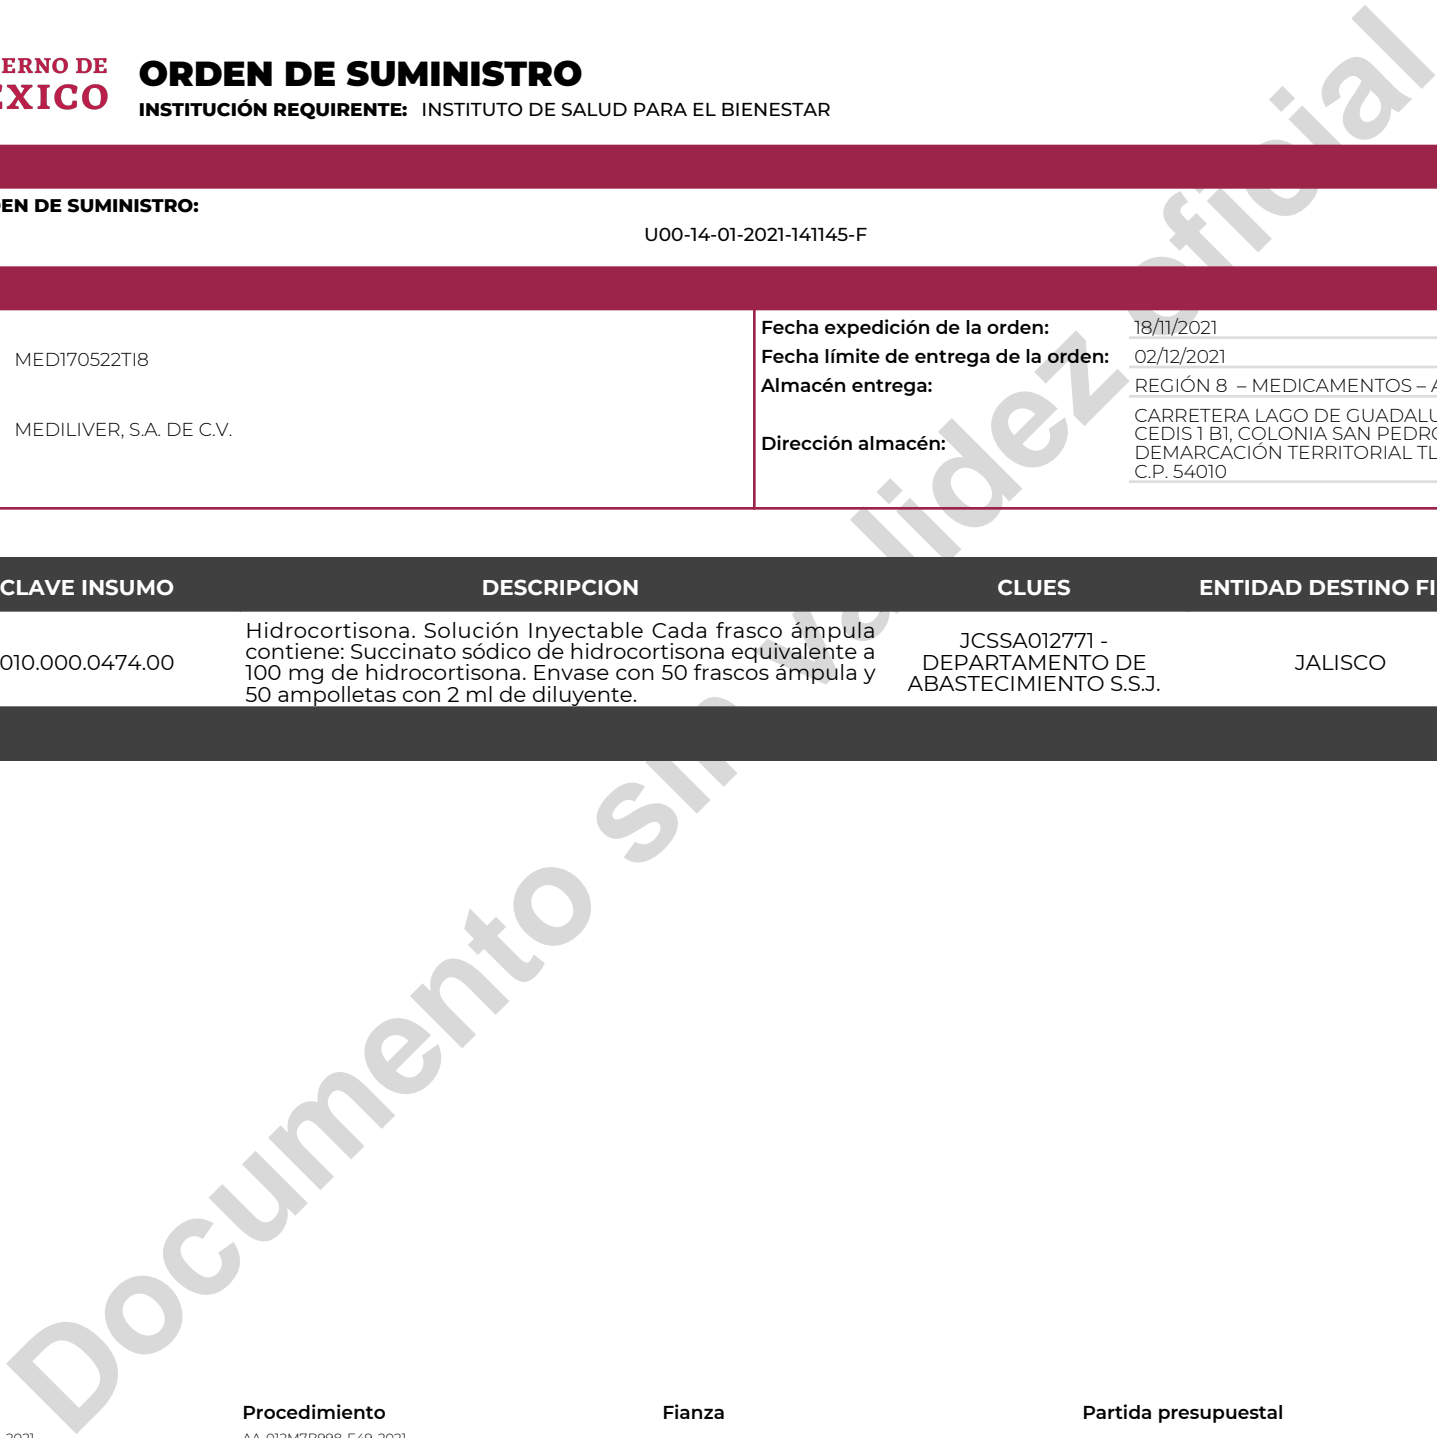 ERNO DE
ÉXICO
ORDEN DE SUMINISTRO
INSTITUCIÓN REQUIRENTE: INSTITUTO DE SALUD PARA EL BIENESTAR
EN DE SUMINISTRO:
U00-14-01-2021-141145-F
MED170522TI8
MEDILIVER, S.A. DE C.V.
Fecha expedición de la orden: 18/11/2021
Fecha límite de entrega de la orden: 02/12/2021
Almacén entrega: REGIÓN 8 – MEDICAMENTOS – A
Dirección almacén:
CARRETERA LAGO DE GUADALU
CEDIS 1 B1, COLONIA SAN PEDRO
DEMARCACIÓN TERRITORIAL TL
C.P. 54010
CLAVE INSUMO DESCRIPCION CLUES ENTIDAD DESTINO FI
010.000.0474.00
Hidrocortisona. Solución Inyectable Cada frasco ámpula
contiene: Succinato sódico de hidrocortisona equivalente a
100 mg de hidrocortisona. Envase con 50 frascos ámpula y
50 ampolletas con 2 ml de diluyente.
JCSSA012771 -
DEPARTAMENTO DE
ABASTECIMIENTO S.S.J.
JALISCO
Documento sin validez oficial
Procedimiento Fianza Partida presupuestal